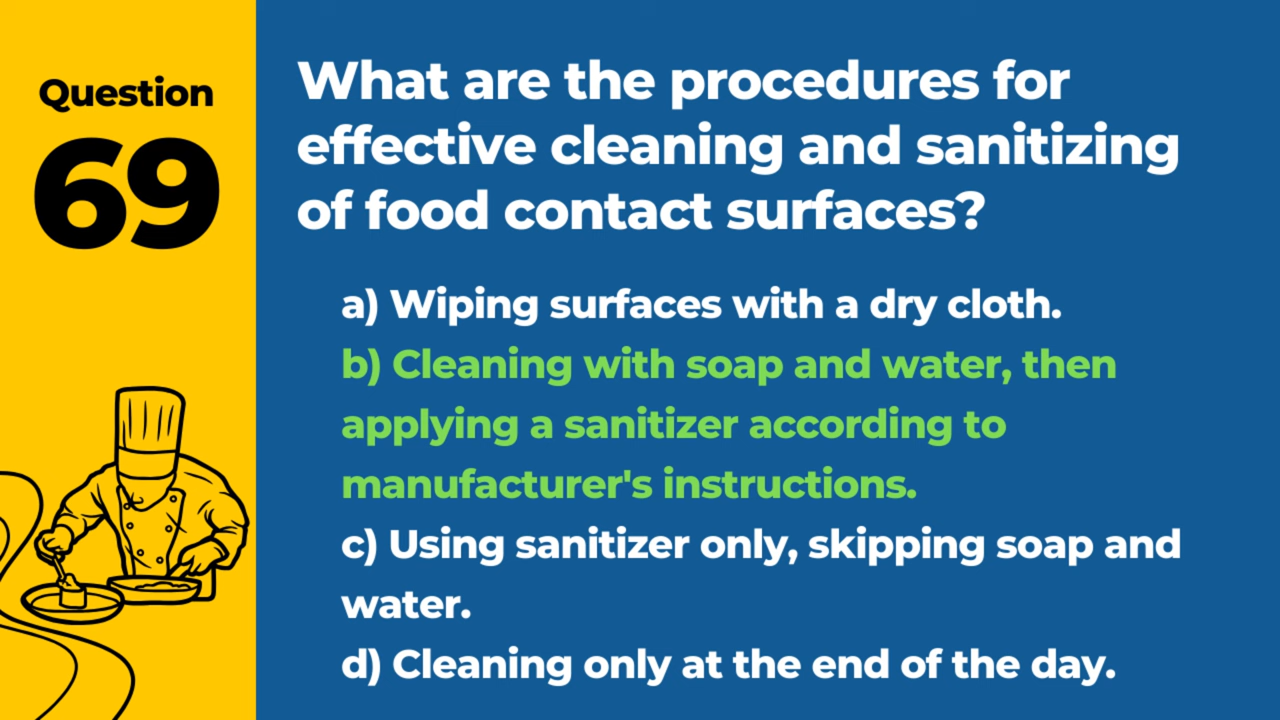 Question
69
What are the procedures for
effective cleaning and sanitizing
of food contact surfaces?
a) Wiping surfaces with a dry cloth.
b) Cleaning with soap and water, then
applying a sanitizer according to
manufacturer's instructions.
c) Using sanitizer only, skipping soap and
water.
d) Cleaning only at the end of the day.